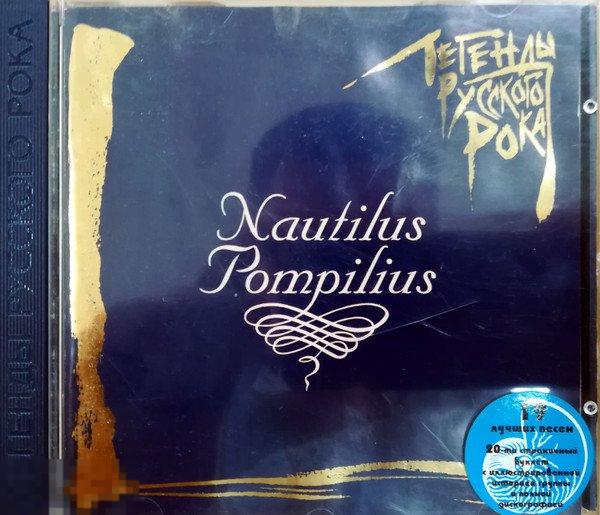 ЛЕГЕНДЫ РУССКОГО РОКА
ЛЕГЕНДЫ
РУССКОГО
РОКА
Nautilus
Pompilius
лучших песен
20-ти страничный
буклет
с иллюстрированной
историей группы
и полной
дискографией